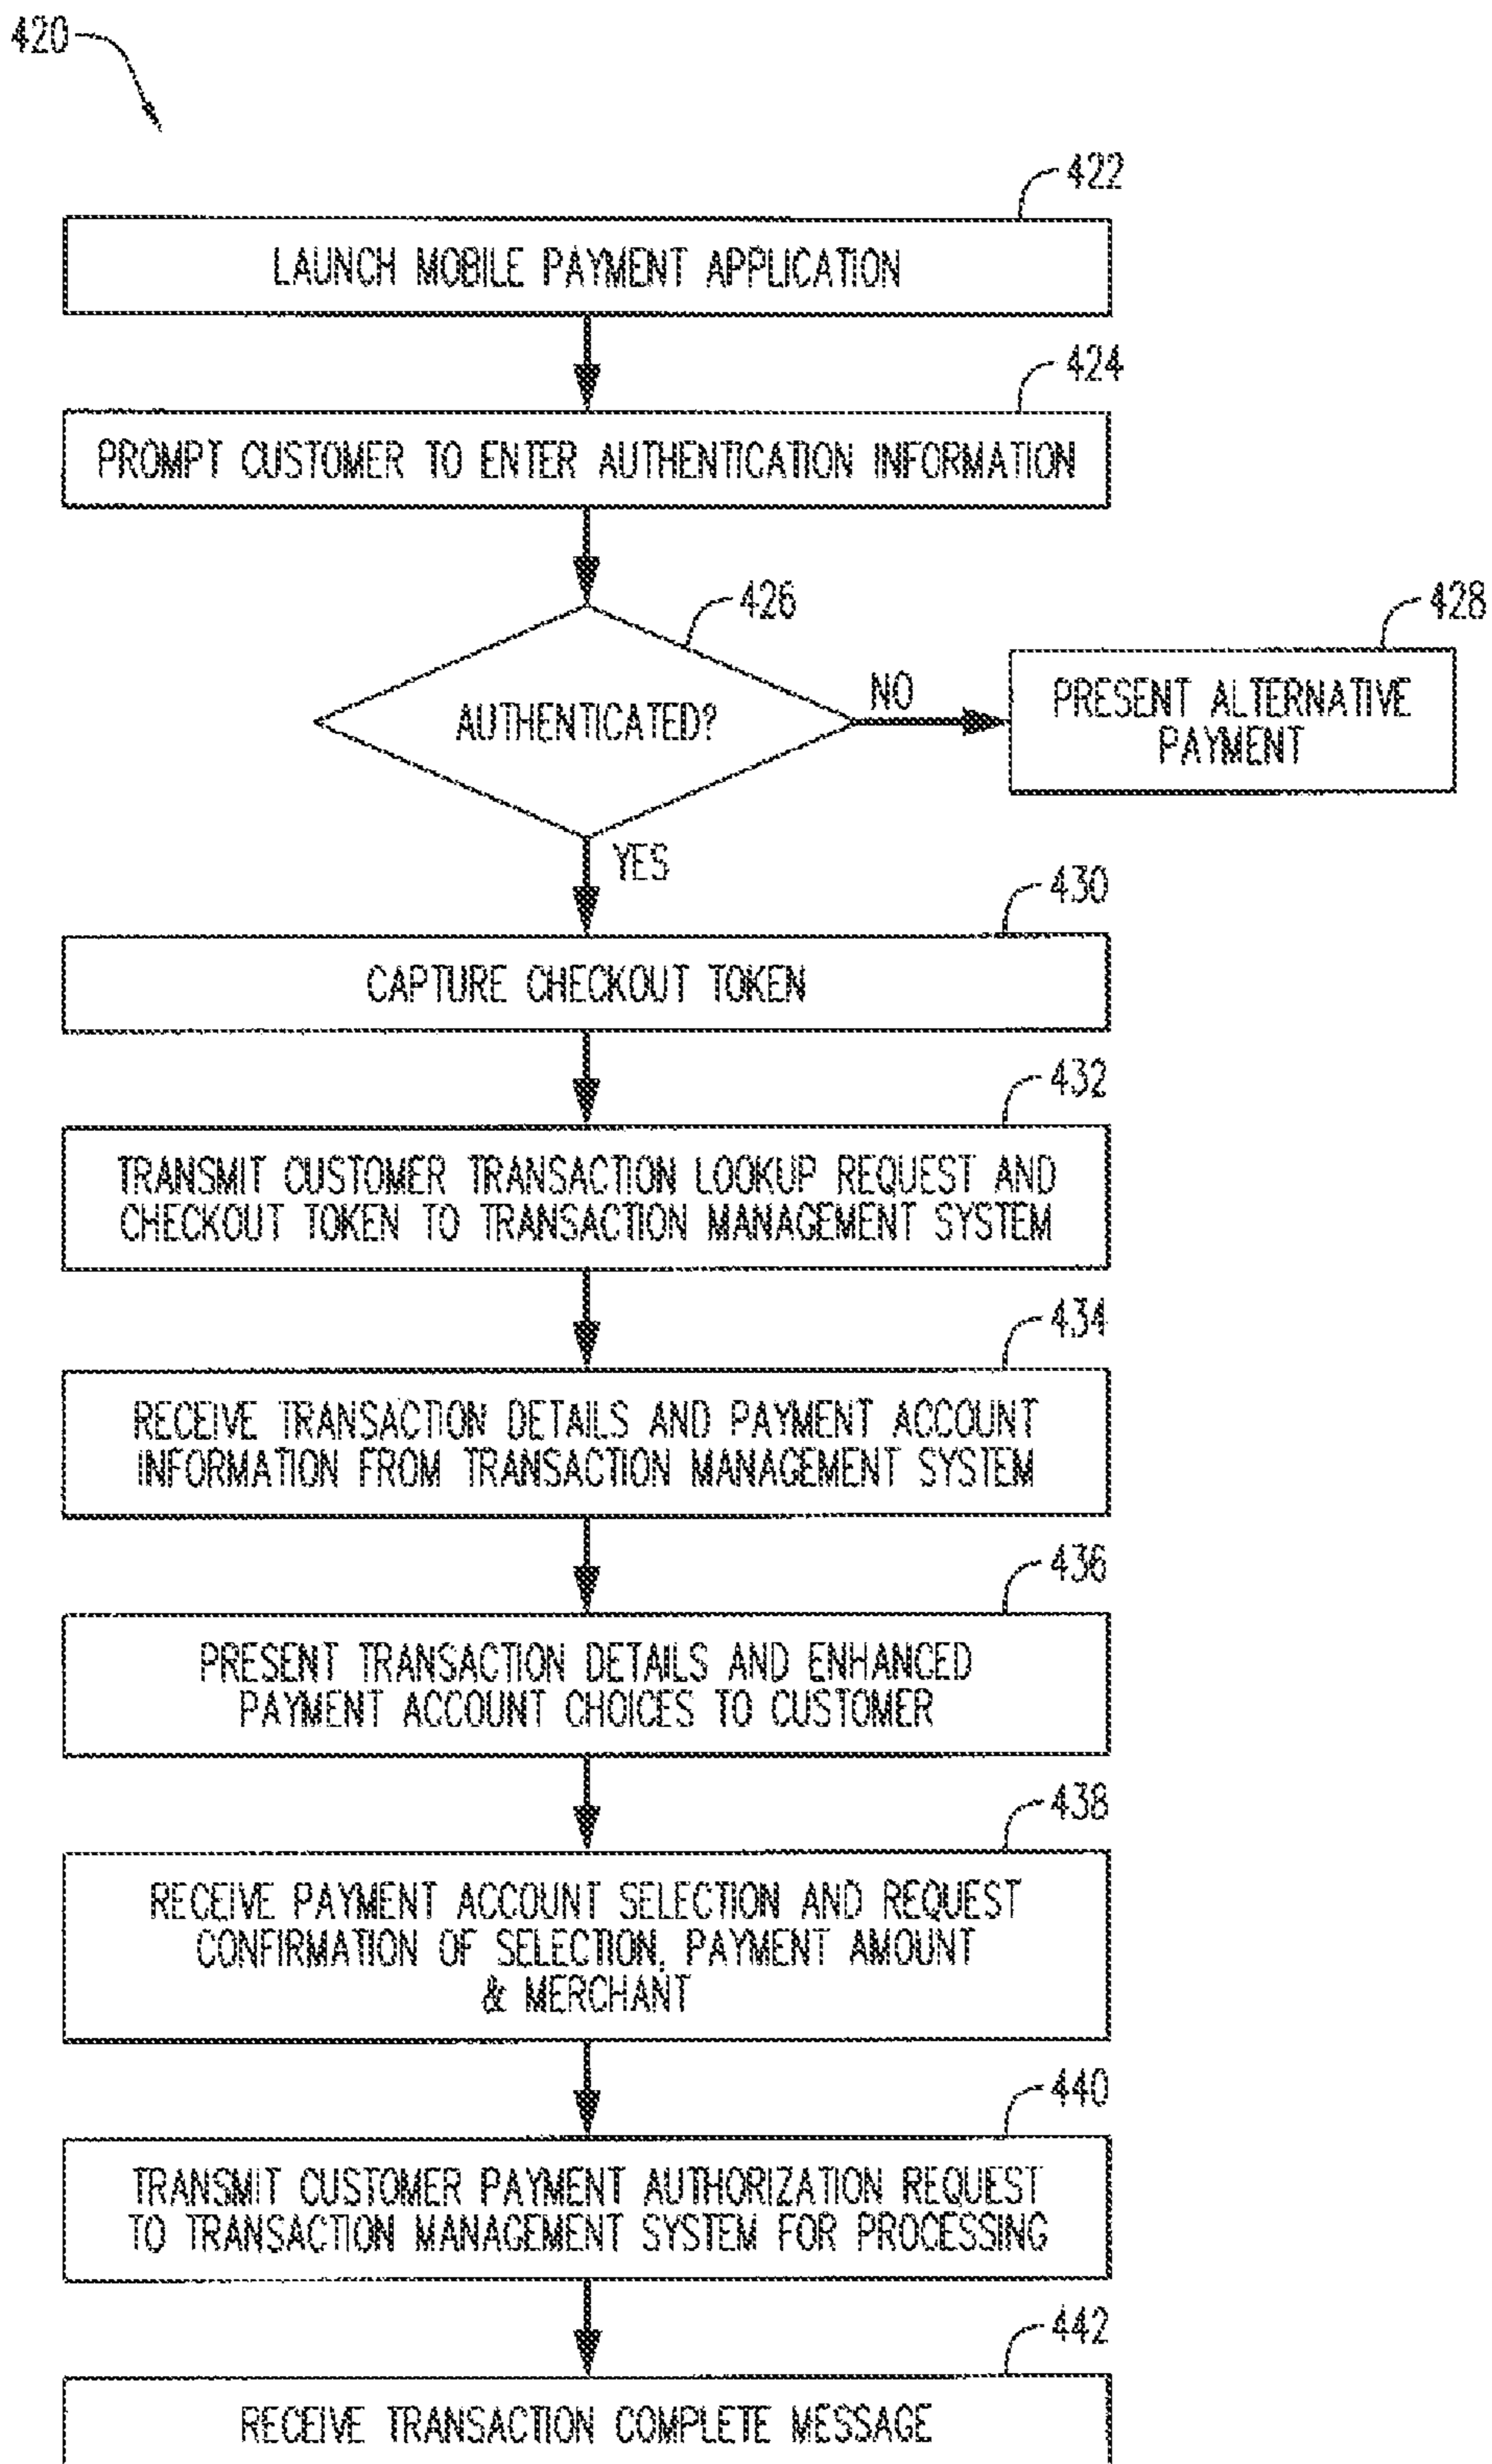 420
422
LAUNCH MOBILE PAYMENT APPLICATION
424
PROMPT CUSTOMER TO ENTER AUTHENTICATION INFORMATION
426
AUTHENTICATED?
NO
428
PRESENT ALTERNATIVE
PAYMENT
YES
430
CAPTURE CHECKOUT TOKEN
432
TRANSMIT CUSTOMER TRANSACTION LOOKUP REQUEST AND
CHECKOUT TOKEN TO TRANSACTION MANAGEMENT SYSTEM
434
RECEIVE TRANSACTION DETAILS AND PAYMENT ACCOUNT
INFORMATION FROM TRANSACTION MANAGEMENT SYSTEM
436
PRESENT TRANSACTION DETAILS AND ENHANCED
PAYMENT ACCOUNT CHOICES TO CUSTOMER
438
RECEIVE PAYMENT ACCOUNT SELECTION AND REQUEST
CONFIRMATION OF SELECTION, PAYMENT AMOUNT
& MERCHANT
440
TRANSMIT CUSTOMER PAYMENT AUTHORIZATION REQUEST
TO TRANSACTION MANAGEMENT SYSTEM FOR PROCESSING
442
RECEIVE TRANSACTION COMPLETE MESSAGE